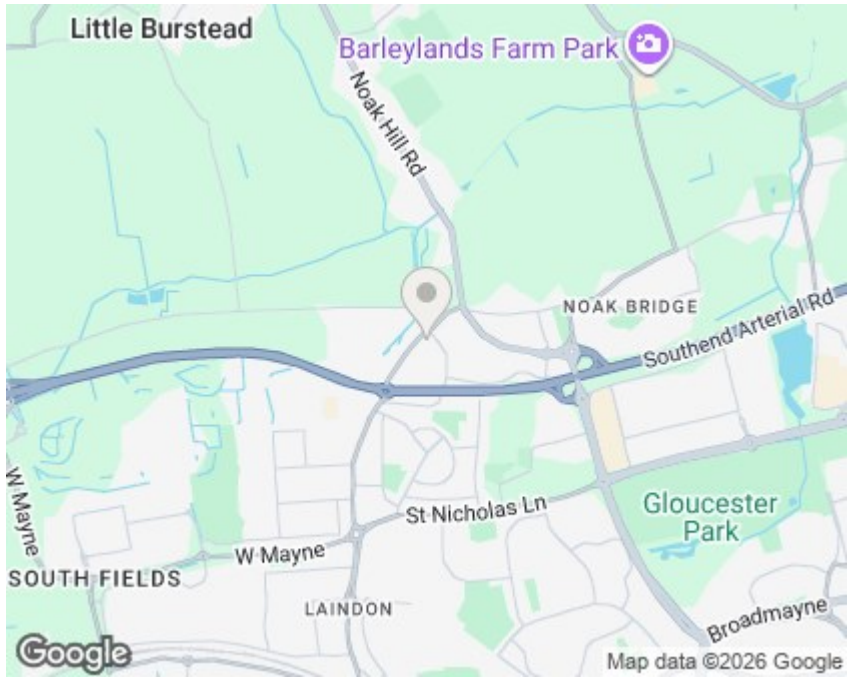 Little Burstead
Barleylands Farm Park
Noak Hill Rd
NOAK BRIDGE
Southend Arterial Rd
W Mayne
St Nicholas Ln
Gloucester
Park
W Mayne
SOUTH FIELDS
LAINDON
Broadmayne
Google
Map data ©2026 Google